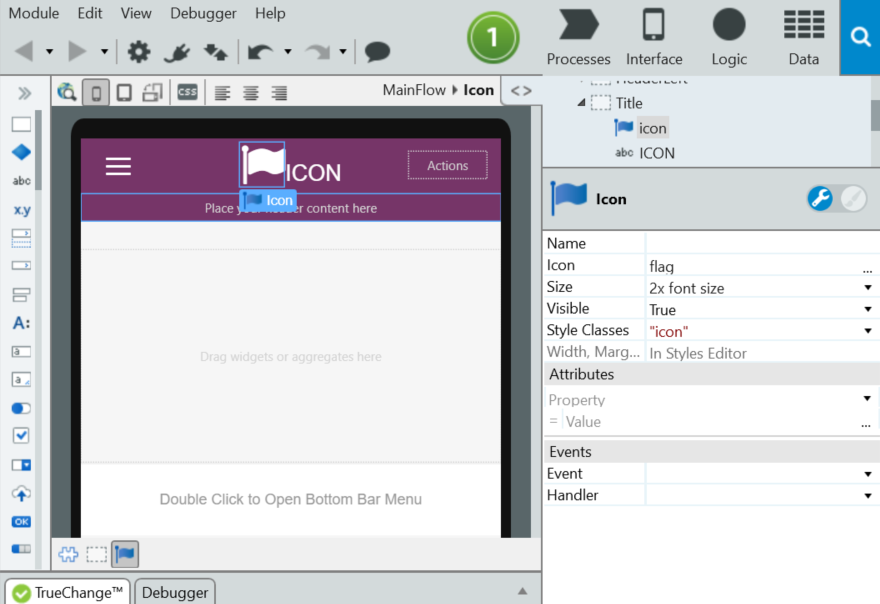 Module Edit View Debugger Help
1
Processes Interface Logic Data
CSS
MainFlow Icon <>
HeaderLeft
Title
icon
abc ICON
ICON
Actions
Icon
Place your header content here
Drag widgets or aggregates here
Double Click to Open Bottom Bar Menu
abc
x.y
A:
a
a
OK
TrueChange™ Debugger
Icon
Name
Icon flag ...
Size 2x font size
Visible True
Style Classes "icon"
Width, Marg... In Styles Editor
Attributes
Property
= Value ...
Events
Event
Handler